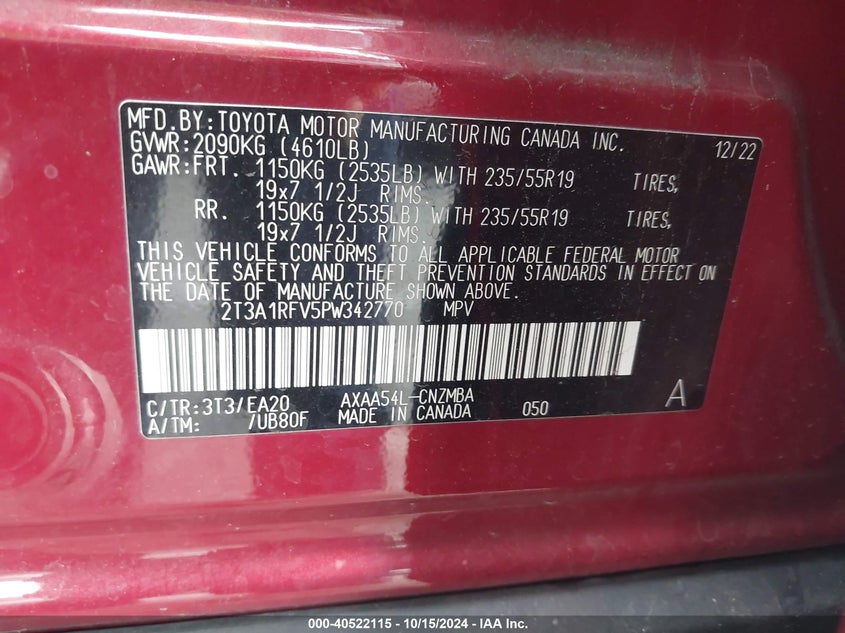 MFD.BY:TOYOTA MOTOR MANUFACTURING CANADA INC. 12/22
GVWR:2090KG (4610LB)
GAWR:FRT. 1150KG (2535LB) WITH 235/55R19 TIRES,
19x7 1/2J RIMS.
RR. 1150KG (2535LB) WITH 235/55R19 TIRES,
19x7 1/2J RIMS.
THIS VEHICLE CONFORMS TO ALL APPLICABLE FEDERAL MOTOR
VEHICLE SAFETY AND THEFT PREVENTION STANDARDS IN EFFECT ON
THE DATE OF MANUFACTURE SHOWN ABOVE.
2T3A1RFV5PW342770 MPV
C/TR:3T3/EA20 AXAA54L-CNZMBA A
A/TM: /UB80F MADE IN CANADA 050
000-40522115 - 10/15/2024 - IAA Inc.